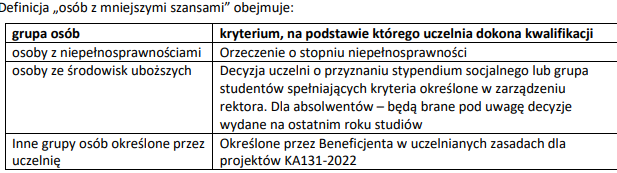 Definicja „osób z mniejszymi szansami” obejmuje:
grupa osób
kryterium, na podstawie którego uczelnia dokona kwalifikacji
osoby z niepełnosprawnościami
Orzeczenie o stopniu niepełnosprawności
osoby ze środowisk uboższych
Decyzja uczelni o przyznaniu stypendium socjalnego lub grupa
studentów spełniających kryteria określone w zarządzeniu
rektora. Dla absolwentów – będą brane pod uwagę decyzje
wydane na ostatnim roku studiów
Inne grupy osób określone przez
uczelnię
Określone przez Beneficjenta w uczelnianych zasadach dla
projektów KA131-2022